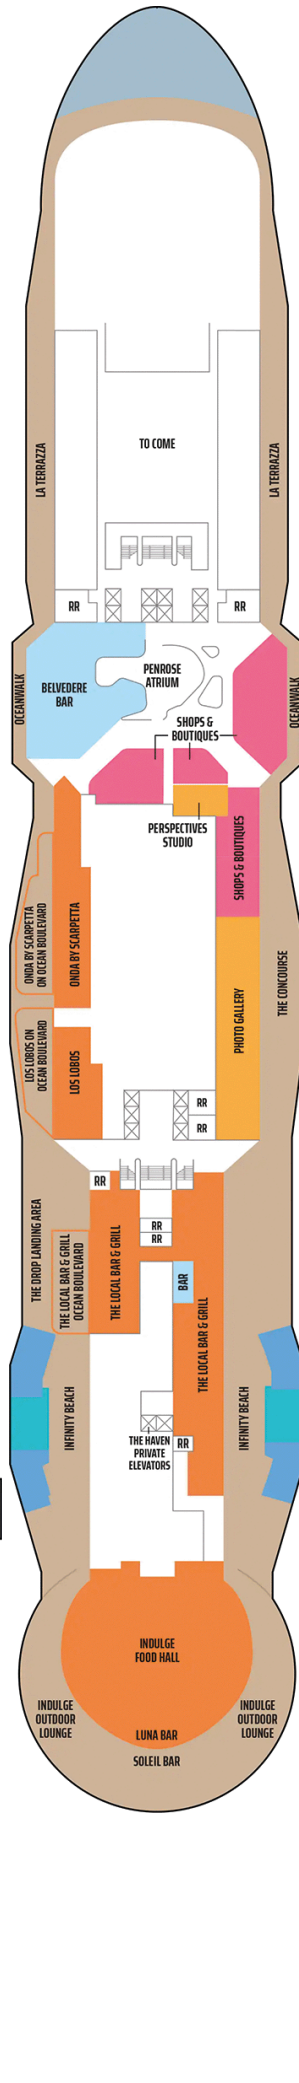 TO COME
LA TERRAZZA
LA TERRAZZA
RR
RR
OCEANWALK
BELVEDERE
BAR
PENROSE
ATRIUM
OCEANWALK
SHOPS &
BOUTIQUES
PERSPECTIVES
STUDIO
SHOPS & BOUTIQUES
ONDA BY SCARPETTA
ON OCEAN BOULEVARD
ONDA BY SCARPETTA
PHOTO GALLERY
THE CONCOURSE
LOS LOBOS ON
OCEAN BOULEVARD
LOS LOBOS
RR
RR
RR
THE DROP LANDING AREA
THE LOCAL BAR & GRILL
OCEAN BOULEVARD
THE LOCAL BAR & GRILL
RR
RR
BAR
THE LOCAL BAR & GRILL
INFINITY BEACH
INFINITY BEACH
THE HAVEN
PRIVATE
ELEVATORS
RR
INDULGE
FOOD HALL
INDULGE
OUTDOOR
LOUNGE
INDULGE
OUTDOOR
LOUNGE
LUNA BAR
SOLEIL BAR